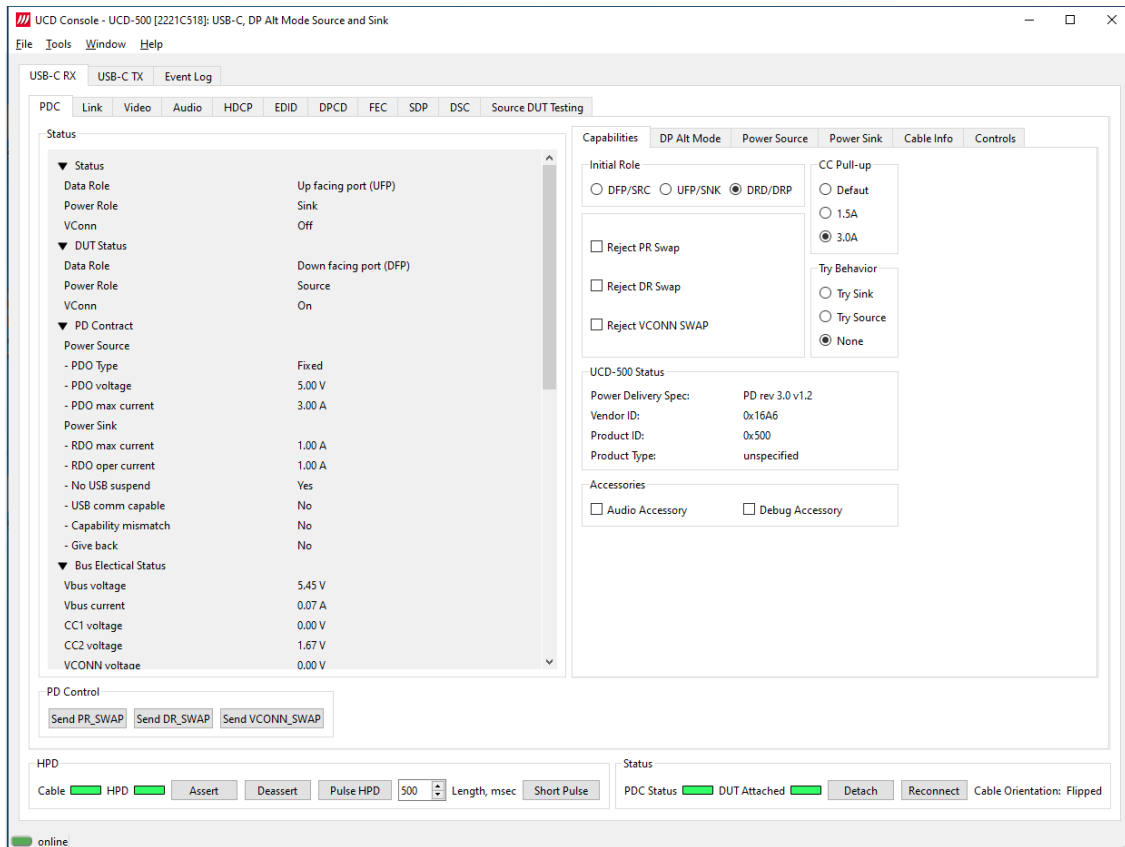 UCD Console - UCD-500 [2221C518]: USB-C, DP Alt Mode Source and Sink
File Tools Window Help
USB-C RX USB-C TX Event Log
PDC Link Video Audio HDCP EDID DPCD FEC SDP DSC Source DUT Testing
Status
Status
Data Role Up facing port (UFP)
Power Role Sink
VConn Off
DUT Status
Data Role Down facing port (DFP)
Power Role Source
VConn On
PD Contract
Power Source
- PDO Type Fixed
- PDO voltage 5.00 V
- PDO max current 3.00 A
Power Sink
- RDO max current 1.00 A
- RDO oper current 1.00 A
- No USB suspend Yes
- USB comm capable No
- Capability mismatch No
- Give back No
Bus Electical Status
Vbus voltage 5.45 V
Vbus current 0.07 A
CC1 voltage 0.00 V
CC2 voltage 1.67 V
VCONN voltage 0.00 V
PD Control
Send PR_SWAP Send DR_SWAP Send VCONN_SWAP
Capabilities DP Alt Mode Power Source Power Sink Cable Info Controls
Initial Role
DFP/SRC UFP/SNK DRD/DRP
Reject PR Swap
Reject DR Swap
Reject VCONN SWAP
CC Pull-up
Defaut
1.5A
3.0A
Try Behavior
Try Sink
Try Source
None
UCD-500 Status
Power Delivery Spec: PD rev 3.0 v1.2
Vendor ID: 0x16A6
Product ID: 0x500
Product Type: unspecified
Accessories
Audio Accessory Debug Accessory
HPD
Cable HPD Assert Deassert Pulse HPD 500 Length, msec Short Pulse
Status
PDC Status DUT Attached Detach Reconnect Cable Orientation: Flipped
online